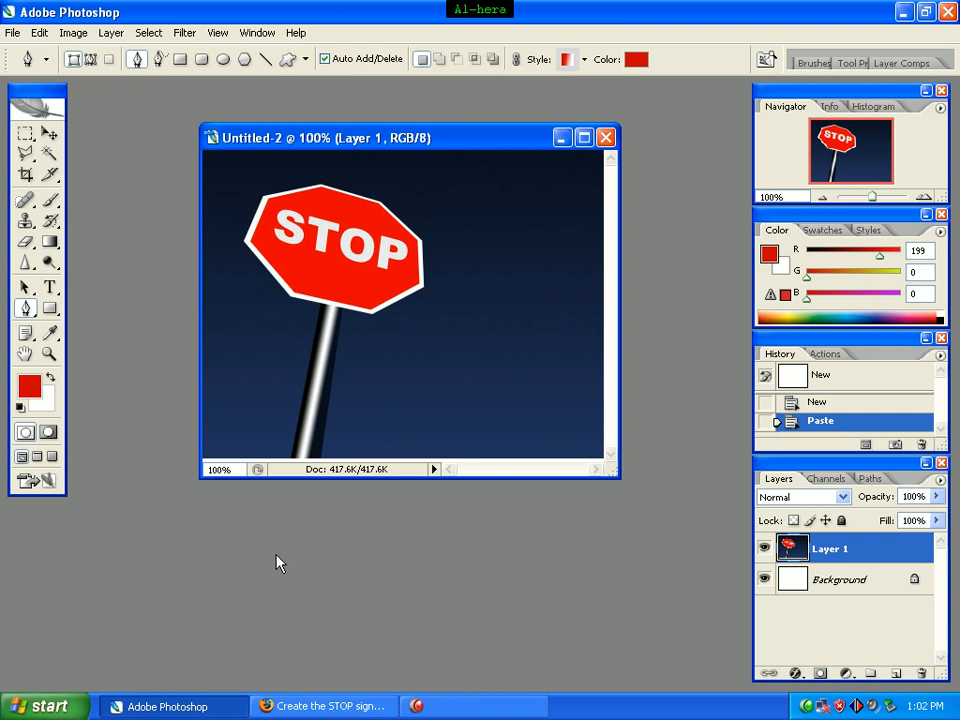 Al-hera
Adobe Photoshop
File Edit Image Layer Select Filter View Window Help
Auto Add/Delete Style: Color: Brushes Tool Pr Layer Comps
Untitled-2 @ 100% (Layer 1, RGB/8)
STOP
100% Doc: 417.6K/417.6K
Navigator Info Histogram
STOP
100%
Color Swatches Styles
R 199
G 0
B 0
History Actions
New
New
Paste
Layers Channels Paths
Normal Opacity: 100%
Lock: Fill: 100%
Layer 1
Background
start Adobe Photoshop Create the STOP sign... 1:02 PM